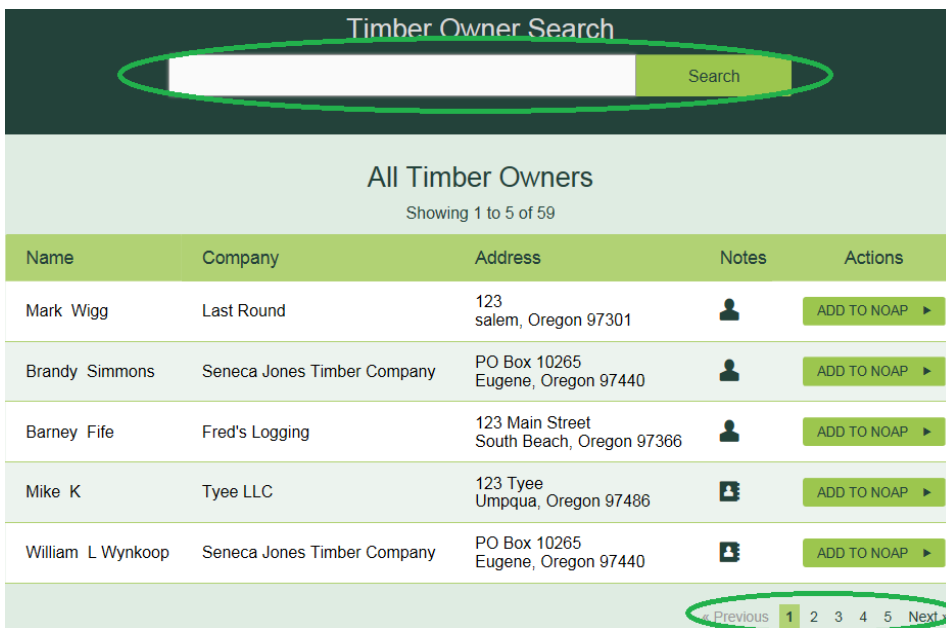 Timber Owner Search
Search
All Timber Owners
Showing 1 to 5 of 59
Name Company Address Notes Actions
Mark Wigg Last Round 123 ADD TO NOAP
salem, Oregon 97301
Brandy Simmons Seneca Jones Timber Company PO Box 10265 ADD TO NOAP
Eugene, Oregon 97440
Barney Fife Fred's Logging 123 Main Street ADD TO NOAP
South Beach, Oregon 97366
Mike K Tyee LLC 123 Tyee ADD TO NOAP
Umpqua, Oregon 97486
William L Wynkoop Seneca Jones Timber Company PO Box 10265 ADD TO NOAP
Eugene, Oregon 97440
« Previous 1 2 3 4 5 Next »